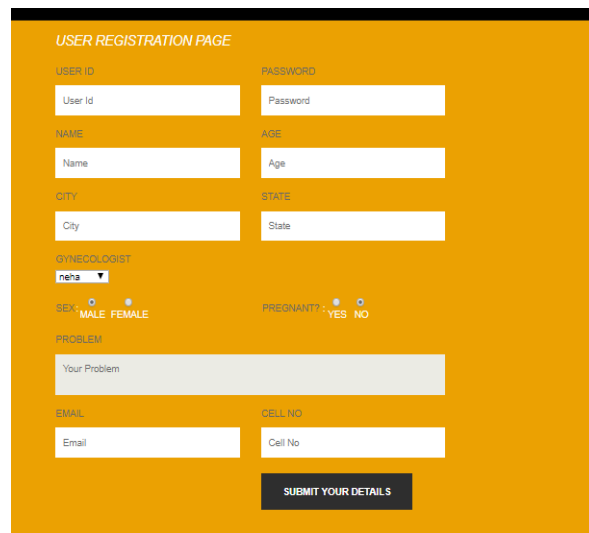 USER REGISTRATION PAGE
USER ID PASSWORD
User Id Password
NAME AGE
Name Age
CITY STATE
City State
GYNECOLOGIST
neha
SEX : MALE FEMALE PREGNANT? : YES NO
PROBLEM
Your Problem
EMAIL CELL NO
Email Cell No
SUBMIT YOUR DETAILS